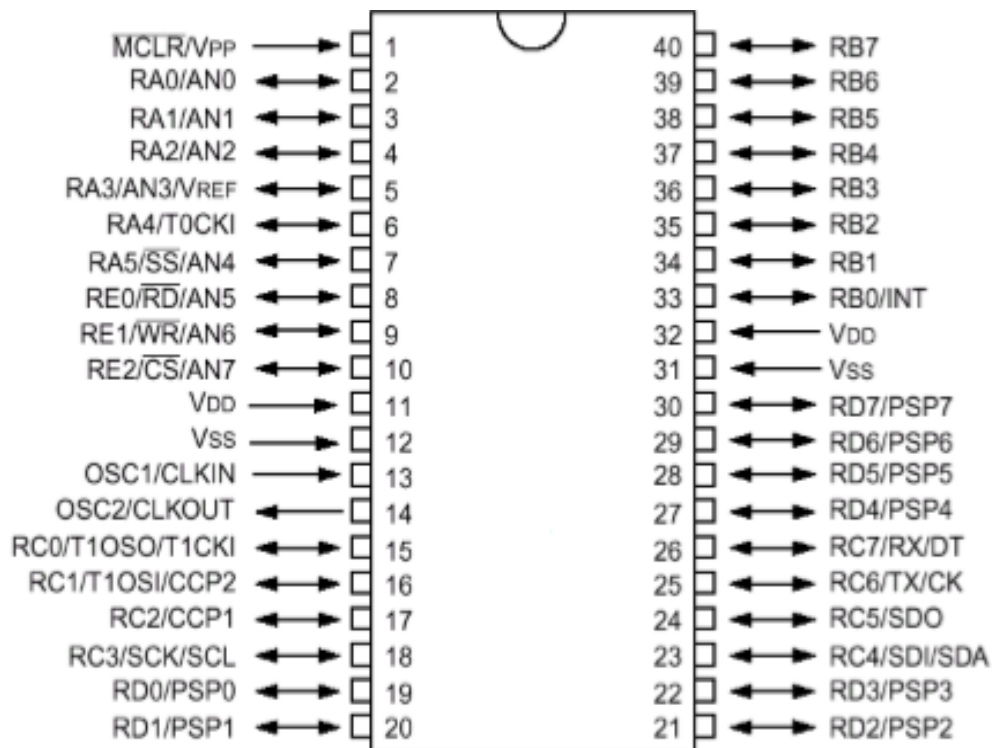 M̅C̅L̅R̅/VPP 1 40 RB7
RA0/AN0 2 39 RB6
RA1/AN1 3 38 RB5
RA2/AN2 4 37 RB4
RA3/AN3/VREF 5 36 RB3
RA4/T0CKI 6 35 RB2
RA5/S̅S̅/AN4 7 34 RB1
RE0/R̅D̅/AN5 8 33 RB0/INT
RE1/W̅R̅/AN6 9 32 VDD
RE2/C̅S̅/AN7 10 31 VSS
VDD 11 30 RD7/PSP7
VSS 12 29 RD6/PSP6
OSC1/CLKIN 13 28 RD5/PSP5
OSC2/CLKOUT 14 27 RD4/PSP4
RC0/T1OSO/T1CKI 15 26 RC7/RX/DT
RC1/T1OSI/CCP2 16 25 RC6/TX/CK
RC2/CCP1 17 24 RC5/SDO
RC3/SCK/SCL 18 23 RC4/SDI/SDA
RD0/PSP0 19 22 RD3/PSP3
RD1/PSP1 20 21 RD2/PSP2